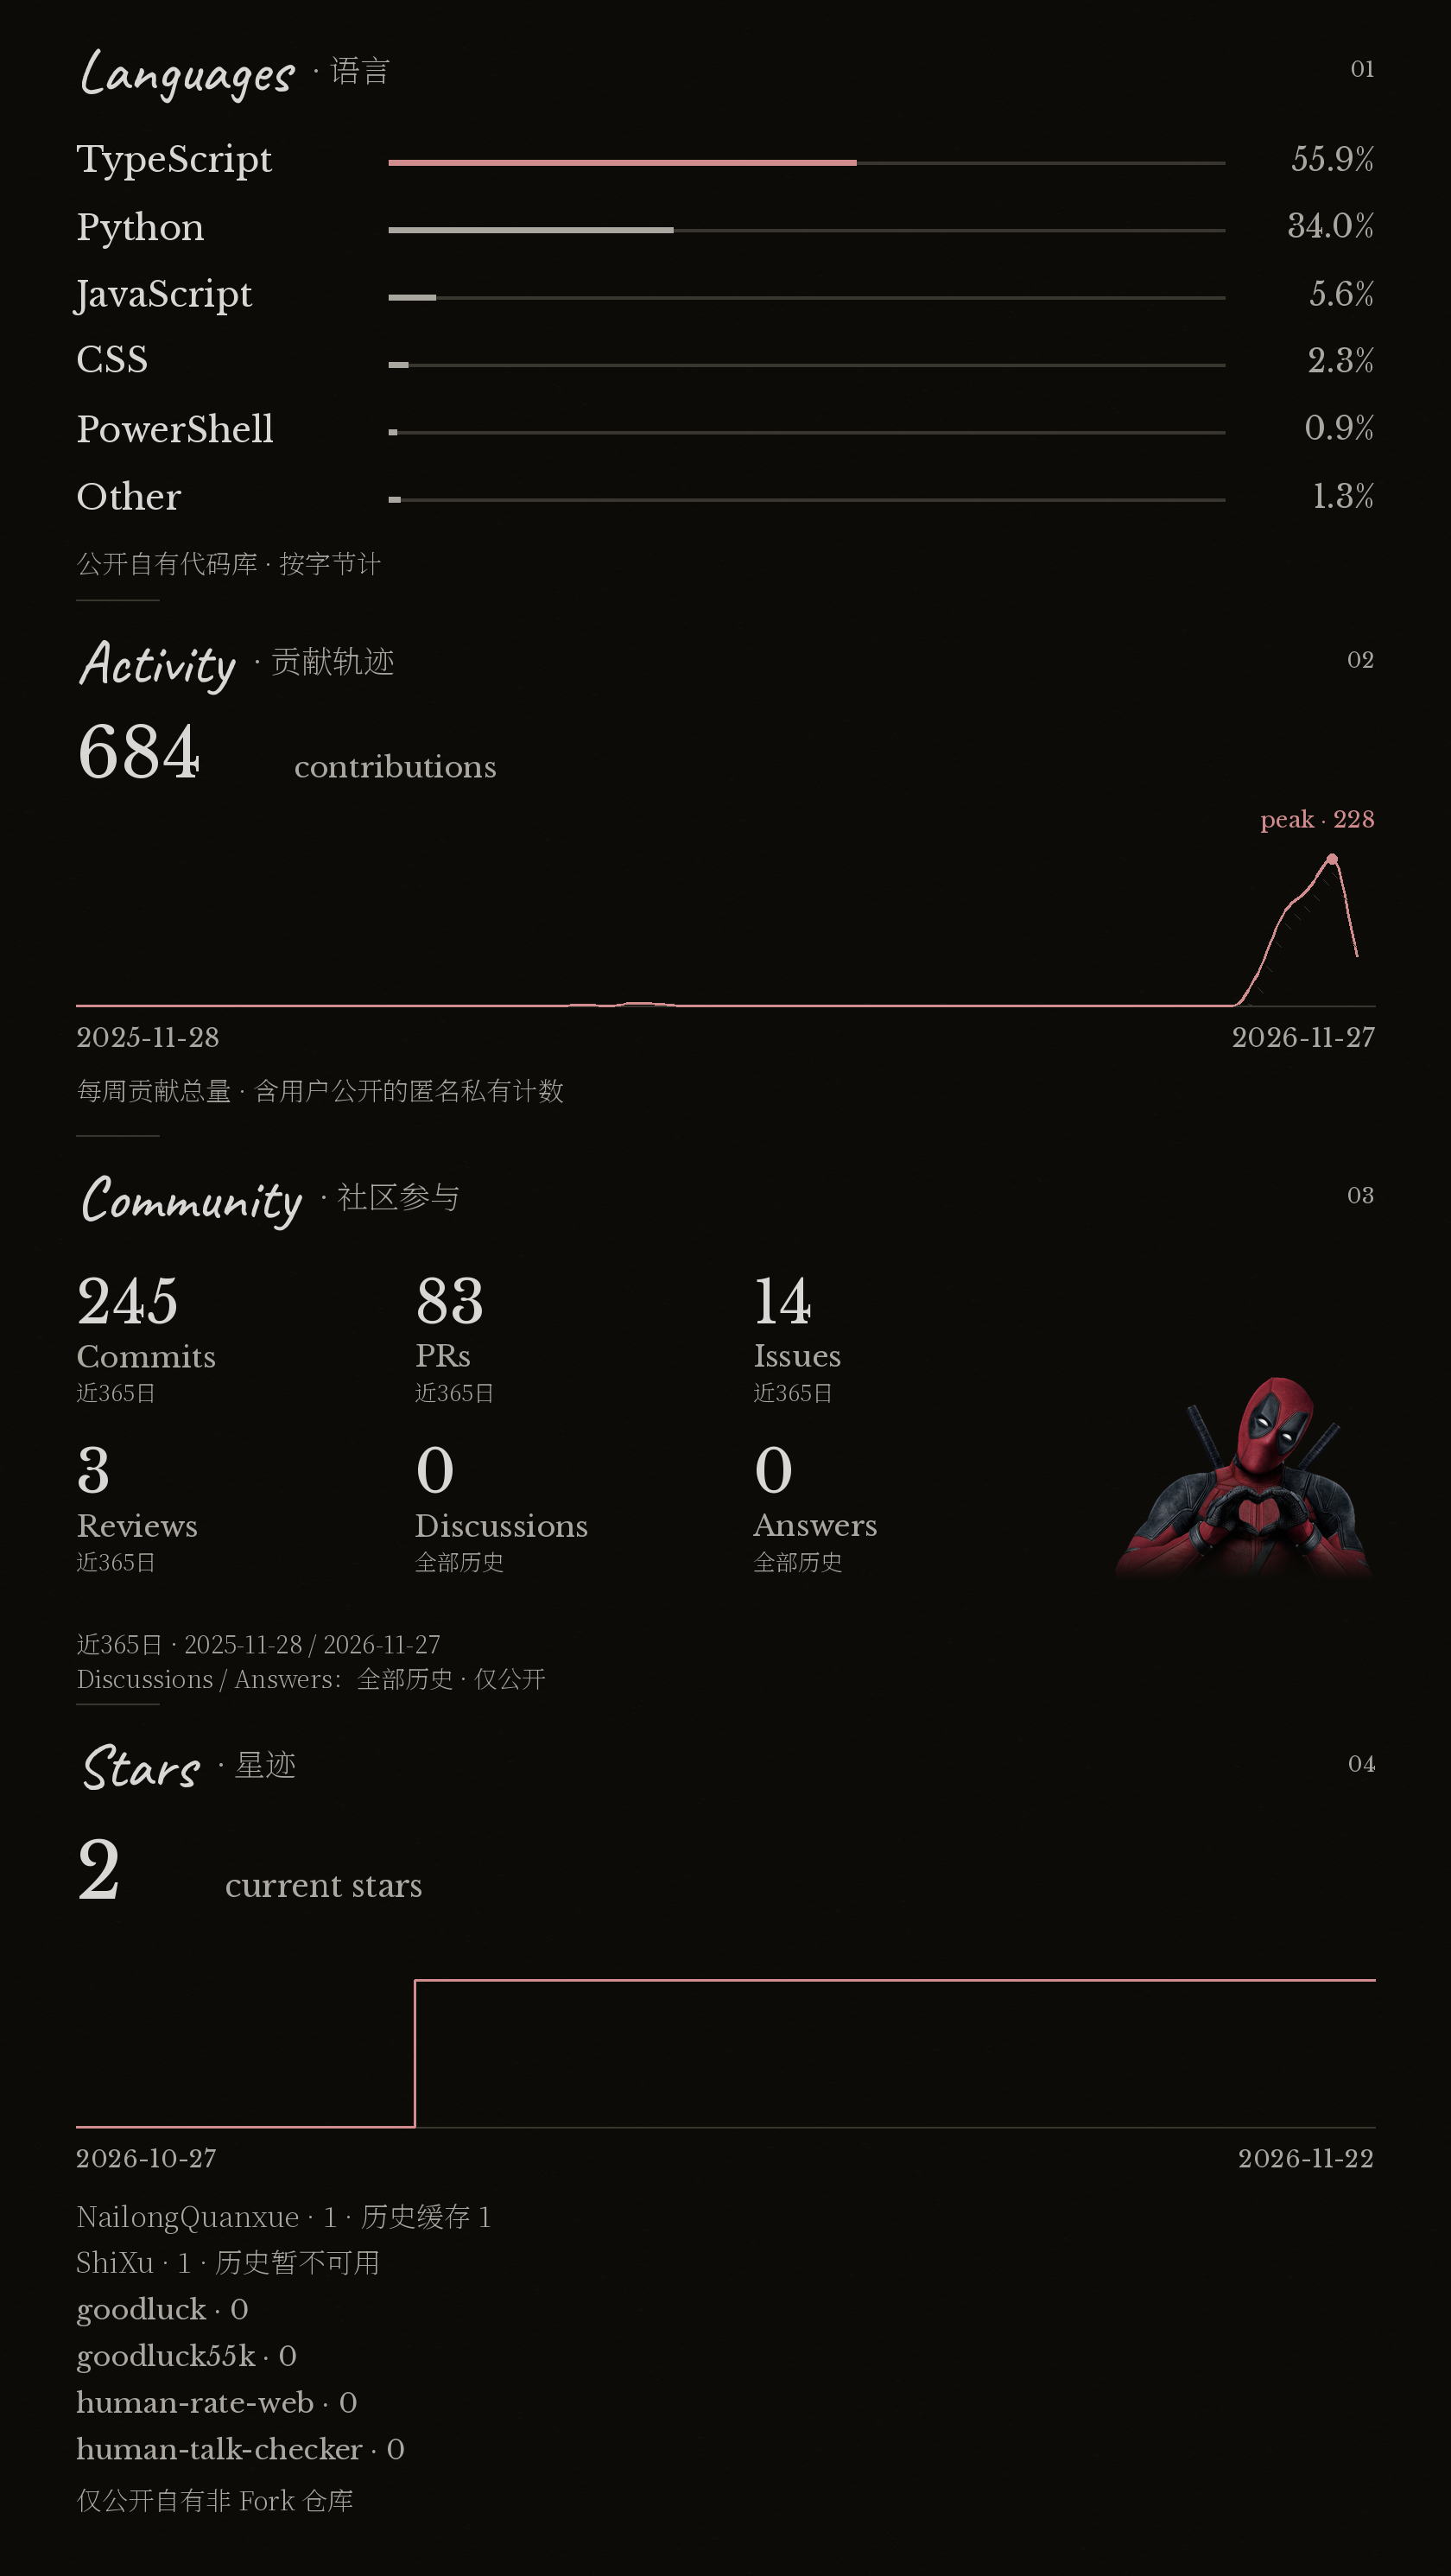 Languages · 语言 01
TypeScript 55.9%
Python 34.0%
JavaScript 5.6%
CSS 2.3%
PowerShell 0.9%
Other 1.3%
公开自有代码库 · 按字节计
Activity · 贡献轨迹 02
684 contributions
peak · 228
2025-11-28 2026-11-27
每周贡献总量 · 含用户公开的匿名私有计数
Community · 社区参与 03
245 83 14
Commits PRs Issues
近365日 近365日 近365日
3 0 0
Reviews Discussions Answers
近365日 全部历史 全部历史
近365日 · 2025-11-28 / 2026-11-27
Discussions / Answers: 全部历史 · 仅公开
Stars · 星迹 04
2 current stars
2026-10-27 2026-11-22
NailongQuanxue · 1 · 历史缓存 1
ShiXu · 1 · 历史暂不可用
goodluck · 0
goodluck55k · 0
human-rate-web · 0
human-talk-checker · 0
仅公开自有非 Fork 仓库